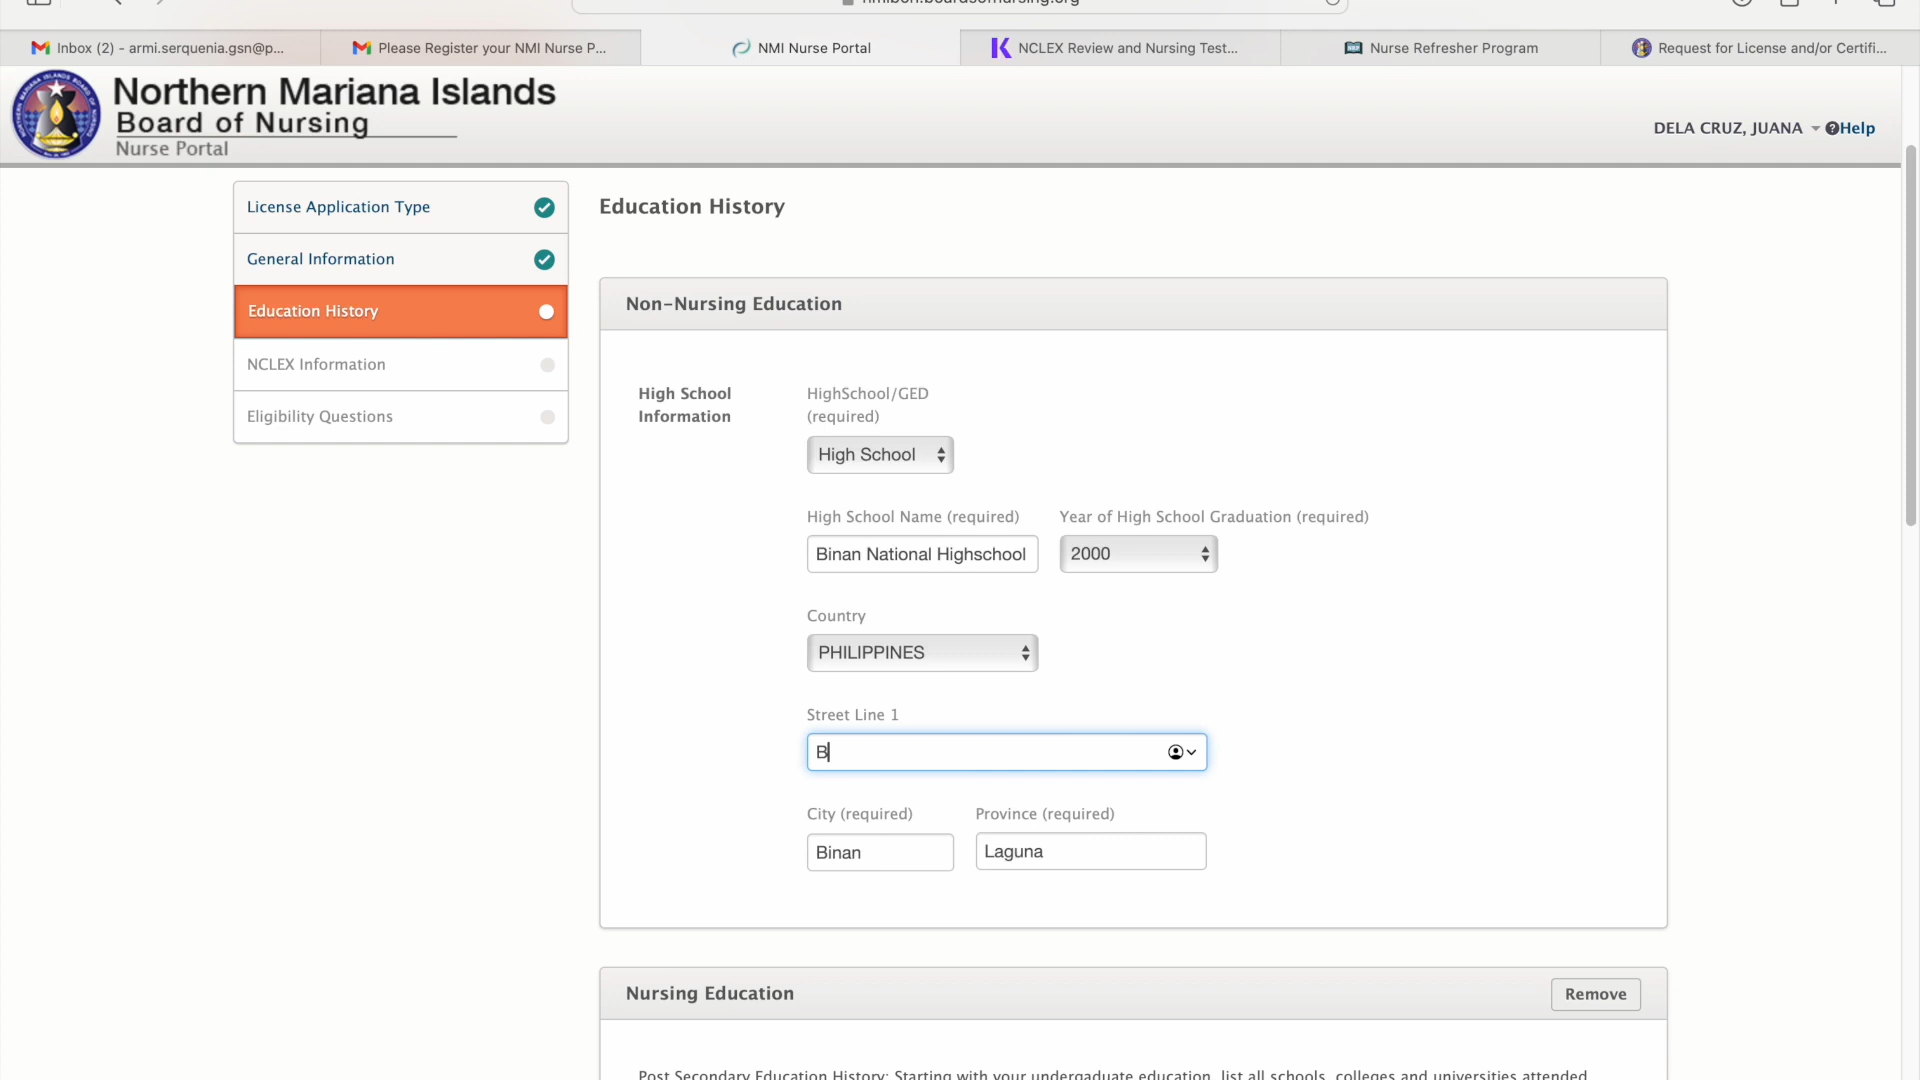 Inbox (2) - armi.serquenia.gsn@p...
Please Register your NMI Nurse P...
NMI Nurse Portal
NCLEX Review and Nursing Test...
Nurse Refresher Program
Request for License and/or Certifi...
Northern Mariana Islands
Board of Nursing
Nurse Portal
DELA CRUZ, JUANA
Help
License Application Type
General Information
Education History
NCLEX Information
Eligibility Questions
Education History
Non-Nursing Education
High School
Information
HighSchool/GED
(required)
High School
High School Name (required)
Year of High School Graduation (required)
Binan National Highschool
2000
Country
PHILIPPINES
Street Line 1
B
City (required)
Province (required)
Binan
Laguna
Nursing Education
Remove
Post Secondary Education History: Starting with your undergaduate education, list all schools, colleges and universities attended